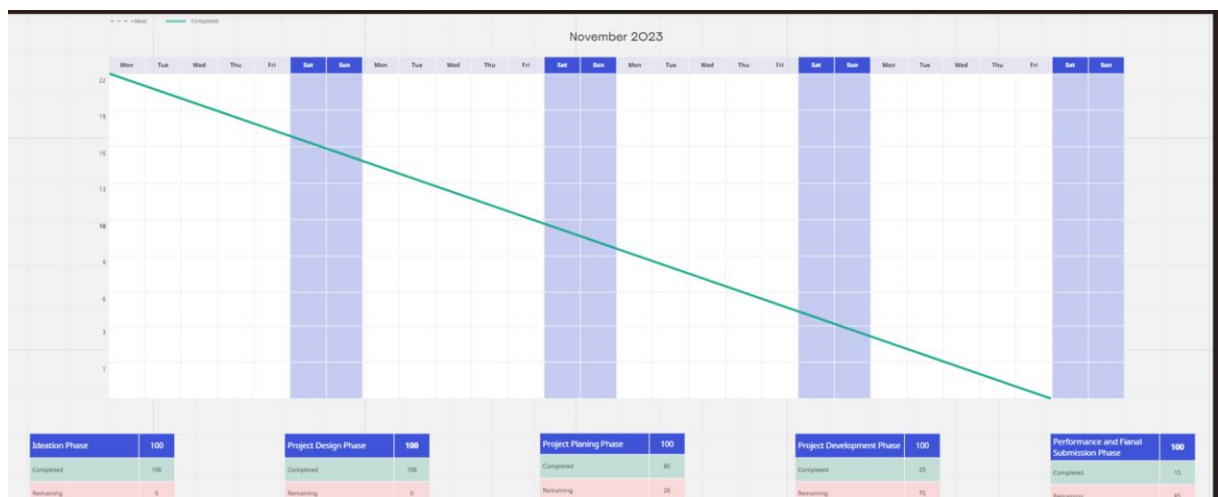 Ideal Completed
November 2023
Mon Tue Wed Thu Fri Sat Sun Mon Tue Wed Thu Fri Sat Sun Mon Tue Wed Thu Fri Sat Sun Mon Tue Wed Thu Fri Sat Sun
22
19
16
13
10
9
6
3
1
Ideation Phase 100
Completed 100
Remaining 0
Project Design Phase 100
Completed 100
Remaining 0
Project Planing Phase 100
Completed 80
Remaining 20
Project Development Phase 100
Completed 25
Remaining 75
Performance and Fianal
Submission Phase 100
Completed 15
Remaining 85